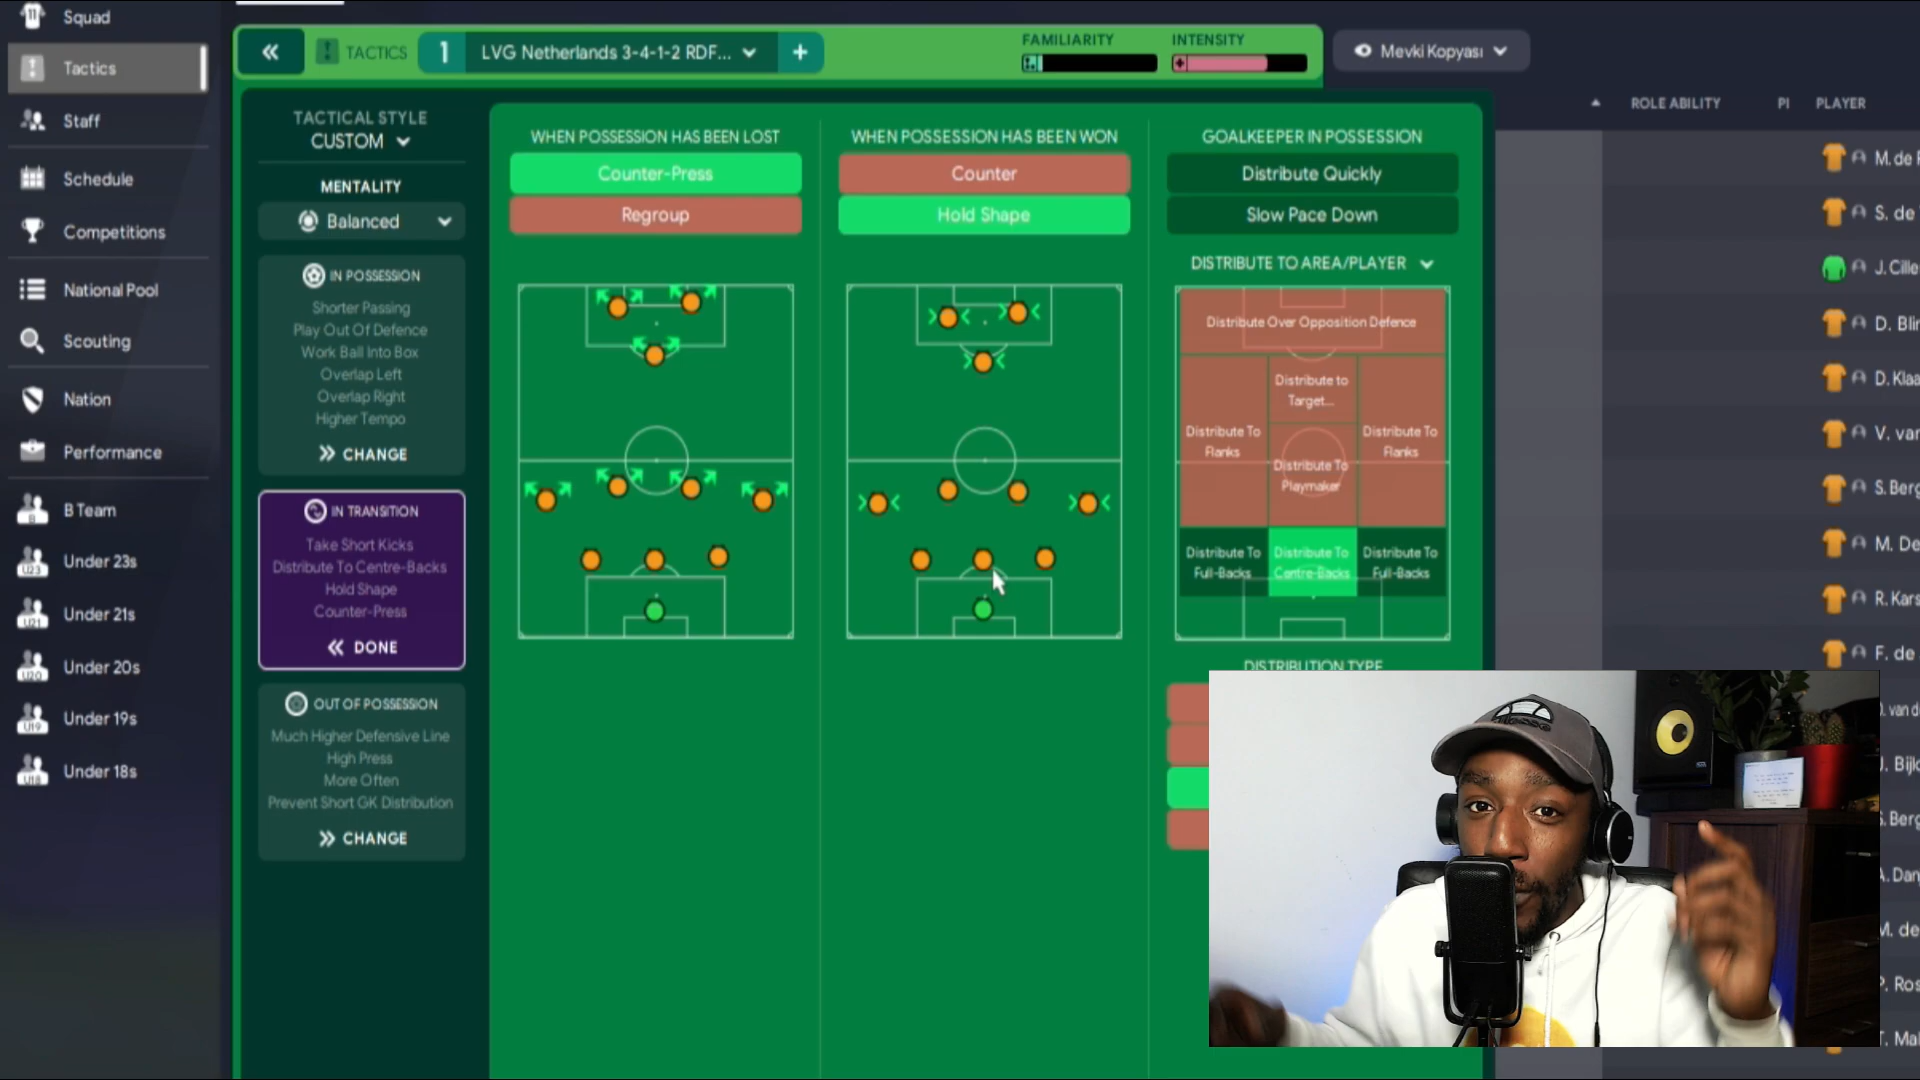 Squad
Tactics
Staff
Schedule
Competitions
National Pool
Scouting
Nation
Performance
B Team
Under 23s
Under 21s
Under 20s
Under 19s
Under 18s
TACTICS
1
LVG Netherlands 3-4-1-2 RDF...
FAMILIARITY
INTENSITY
Mevki Kopyası
TACTICAL STYLE
CUSTOM
MENTALITY
Balanced
IN POSSESSION
Shorter Passing
Play Out Of Defence
Work Ball Into Box
Overlap Left
Overlap Right
Higher Tempo
CHANGE
IN TRANSITION
Take Short Kicks
Distribute To Centre-Backs
Hold Shape
Counter-Press
DONE
OUT OF POSSESSION
Much Higher Defensive Line
High Press
More Often
Prevent Short GK Distribution
CHANGE
WHEN POSSESSION HAS BEEN LOST
Counter-Press
Regroup
WHEN POSSESSION HAS BEEN WON
Counter
Hold Shape
GOALKEEPER IN POSSESSION
Distribute Quickly
Slow Pace Down
DISTRIBUTE TO AREA/PLAYER
Distribute Over Opposition Defence
Distribute to
Target...
Distribute To
Flanks
Distribute To
Playmaker
Distribute To
Flanks
Distribute To
Full-Backs
Distribute To
Centre-Backs
Distribute To
Full-Backs
DISTRIBUTION TYPE
ROLE ABILITY
PI
PLAYER
M. de
S. de
J. Cille
D. Blin
D. Klaa
V. van
S. Berg
M. De
R. Kars
F. de
van d
J. Bijlo
S. Berg
A. Dan
M. de
P. Ros
T. Mal